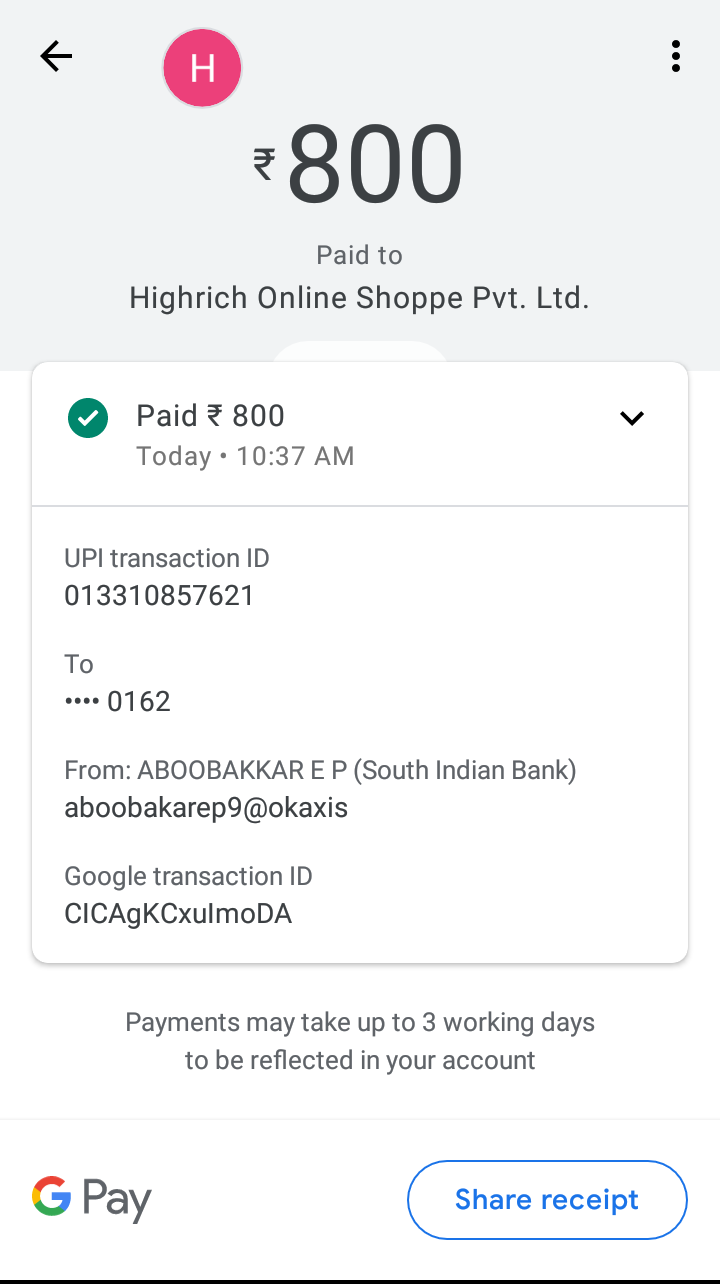 H
₹800
Paid to
Highrich Online Shoppe Pvt. Ltd.
Paid ₹ 800
Today • 10:37 AM
UPI transaction ID
013310857621
To
•••• 0162
From: ABOOBAKKAR E P (South Indian Bank)
aboobakarep9@okaxis
Google transaction ID
CICAgKCxuImoDA
Payments may take up to 3 working days
to be reflected in your account
G Pay
Share receipt